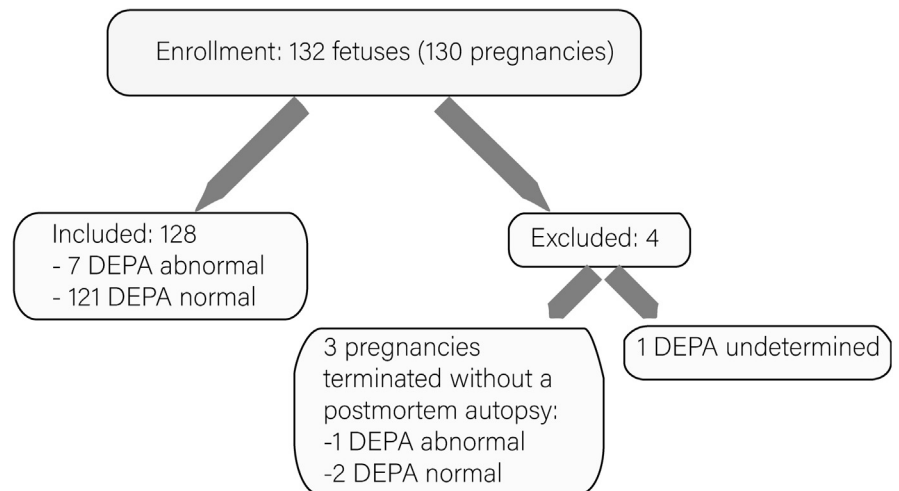 Enrollment: 132 fetuses (130 pregnancies)
Included: 128
- 7 DEPA abnormal
- 121 DEPA normal
Excluded: 4
3 pregnancies
terminated without a
postmortem autopsy:
-1 DEPA abnormal
-2 DEPA normal
1 DEPA undetermined